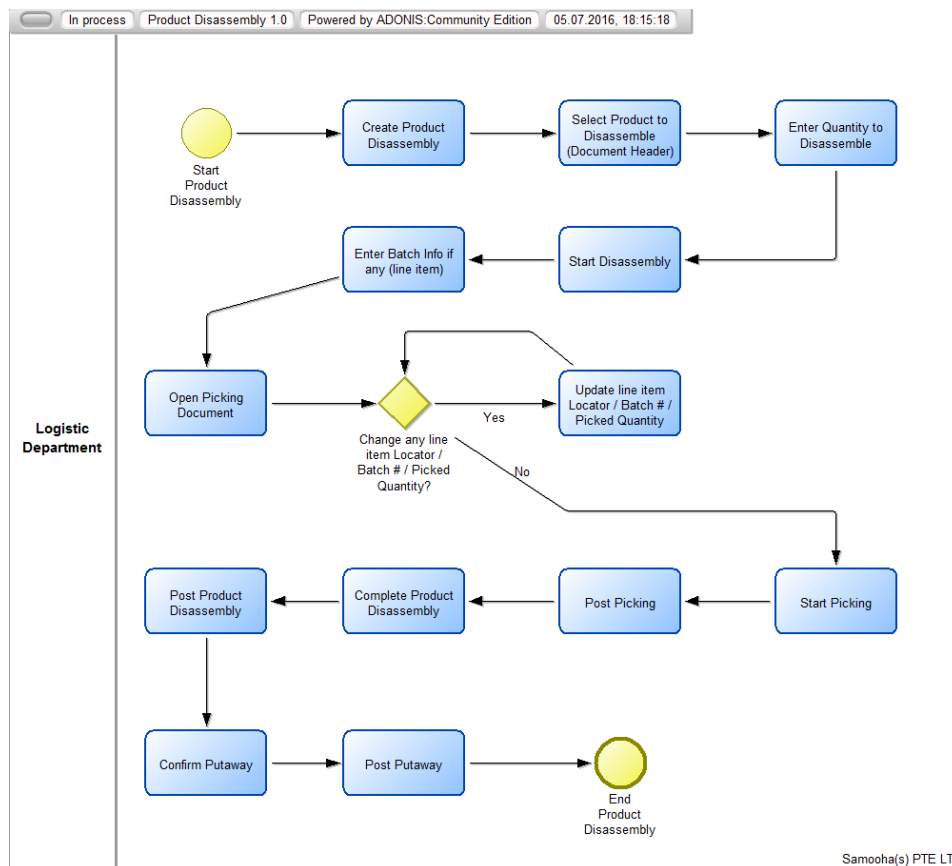 In process Product Disassembly 1.0 Powered by ADONIS:Community Edition 05.07.2016, 18:15:18
Logistic
Department
Start
Product
Disassembly
Create Product
Disassembly
Select Product to
Disassemble
(Document Header)
Enter Quantity to
Disassemble
Start Disassembly
Enter Batch Info if
any (line item)
Open Picking
Document
Change any line
item Locator /
Batch # / Picked
Quantity?
Yes
Update line item
Locator / Batch # /
Picked Quantity
No
Start Picking
Post Picking
Complete Product
Disassembly
Post Product
Disassembly
Confirm Putaway
Post Putaway
End
Product
Disassembly
Samooha(s) PTE LT